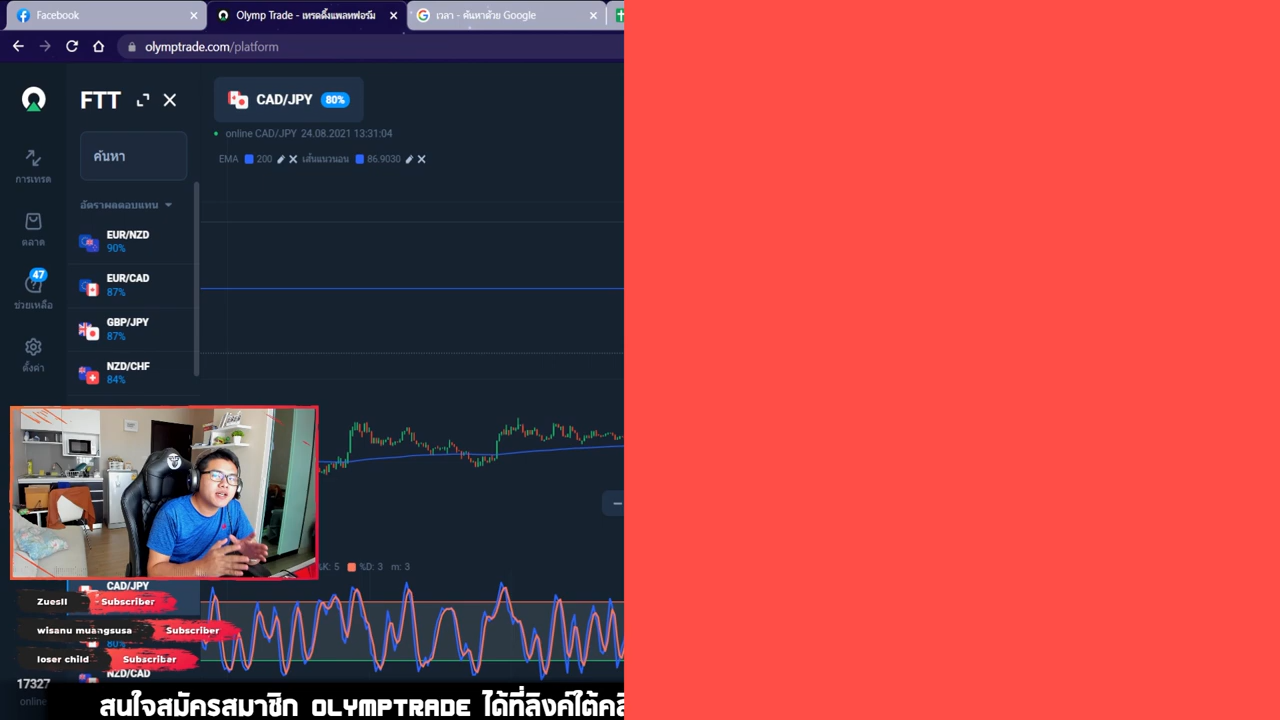 Facebook
Olymp Trade - เทรดดิ้งแพลทฟอร์ม
เวลา - ค้นหาด้วย Google
olymptrade.com/platform
FTT
CAD/JPY 80%
online CAD/JPY 24.08.2021 13:31:04
EMA 200 เส้นแนวนอน 86.9030
ค้นหา
การเทรด
อัตราผลตอบแทน
ตลาด
EUR/NZD
90%
EUR/CAD
87%
47
ช่วยเหลือ
GBP/JPY
87%
ตั้งค่า
NZD/CHF
84%
%K: 5 %D: 3 m: 3
CAD/JPY
ZuesII Subscriber
wisanu muangsusa Subscriber
80%
loser child Subscriber
NZD/CAD
17327
online
สนใจสมัครสมาชิก OLYMPTRADE ได้ที่ลิงค์ใต้คลิ